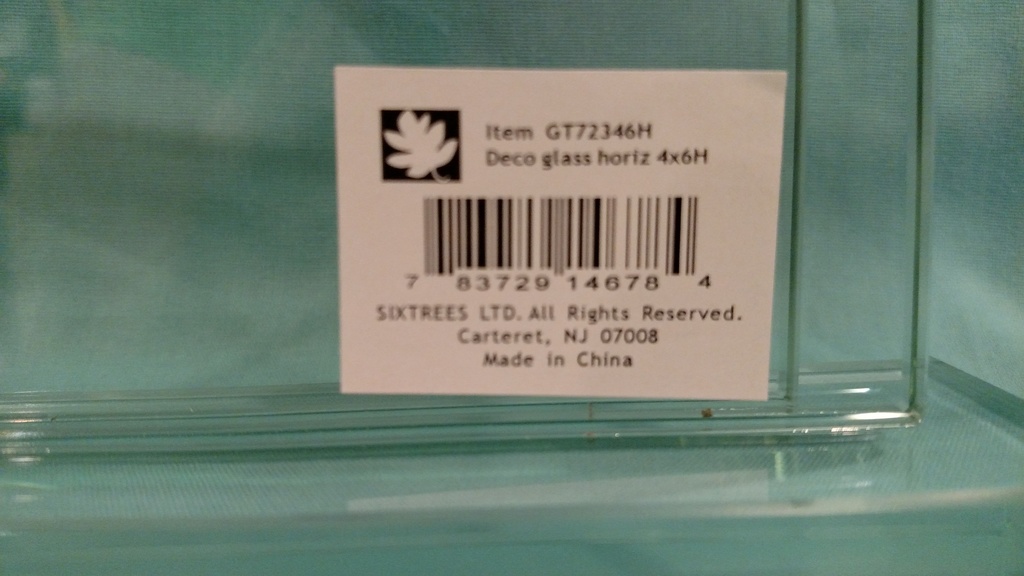 Item GT72346H
Deco glass horiz 4x6H
7 83729 14678 4
SIXTREES LTD. All Rights Reserved.
Carteret, NJ 07008
Made in China